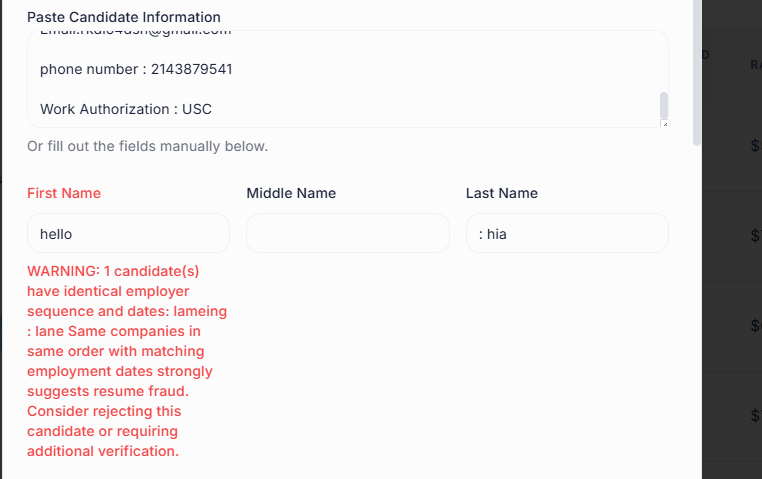 Paste Candidate Information
phone number : 2143879541
Work Authorization : USC
Or fill out the fields manually below.
First Name
Middle Name
Last Name
hello
: hia
WARNING: 1 candidate(s)
have identical employer
sequence and dates: lameing
: lane Same companies in
same order with matching
employment dates strongly
suggests resume fraud.
Consider rejecting this
candidate or requiring
additional verification.